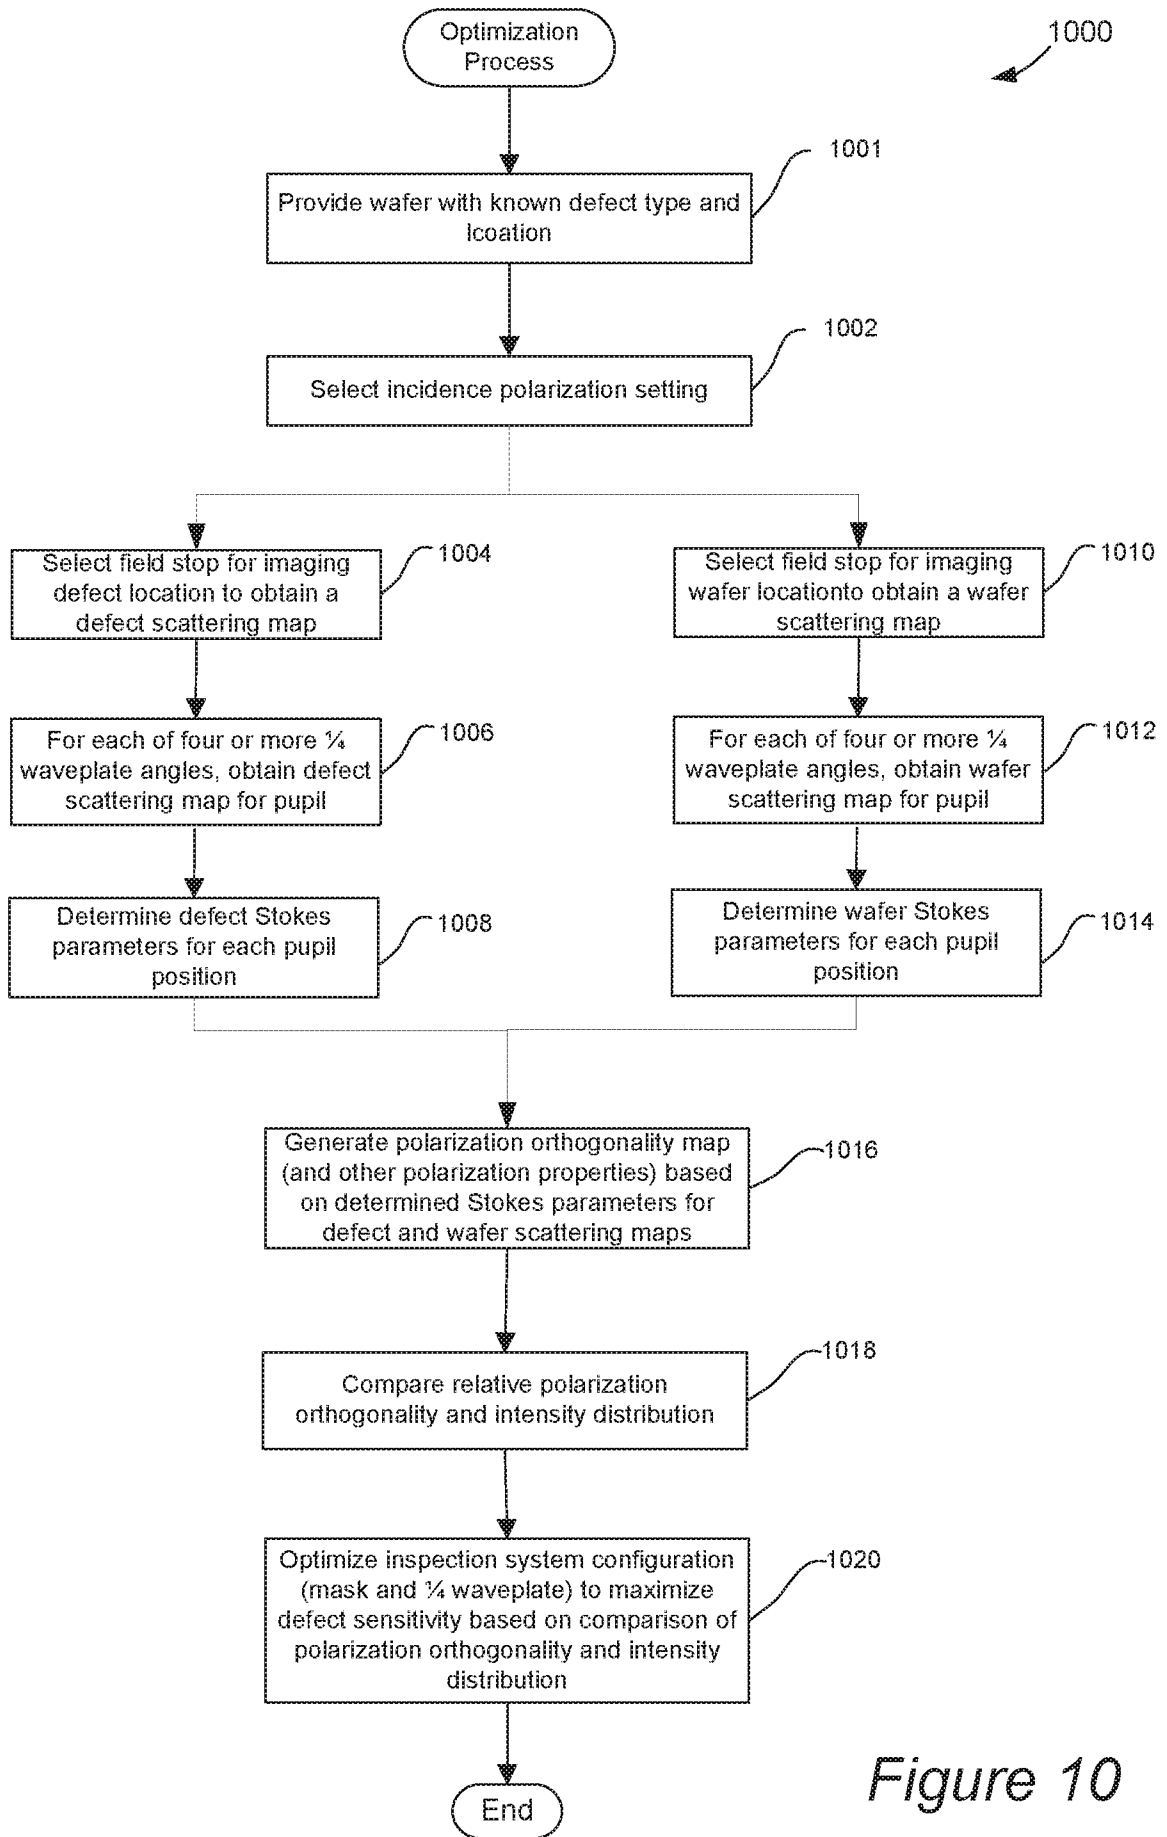 Optimization
Process
1000
1001
Provide wafer with known defect type and
lcoation
1002
Select incidence polarization setting
Select field stop for imaging
defect location to obtain a
defect scattering map
1004
Select field stop for imaging
wafer locationto obtain a wafer
scattering map
1010
For each of four or more ¼
waveplate angles, obtain defect
scattering map for pupil
1006
For each of four or more ¼
waveplate angles, obtain wafer
scattering map for pupil
1012
Determine defect Stokes
parameters for each pupil
position
1008
Determine wafer Stokes
parameters for each pupil
position
1014
Generate polarization orthogonality map
(and other polarization properties) based
on determined Stokes parameters for
defect and wafer scattering maps
1016
Compare relative polarization
orthogonality and intensity distribution
1018
Optimize inspection system configuration
(mask and ¼ waveplate) to maximize
defect sensitivity based on comparison of
polarization orthogonality and intensity
distribution
1020
End
Figure 10